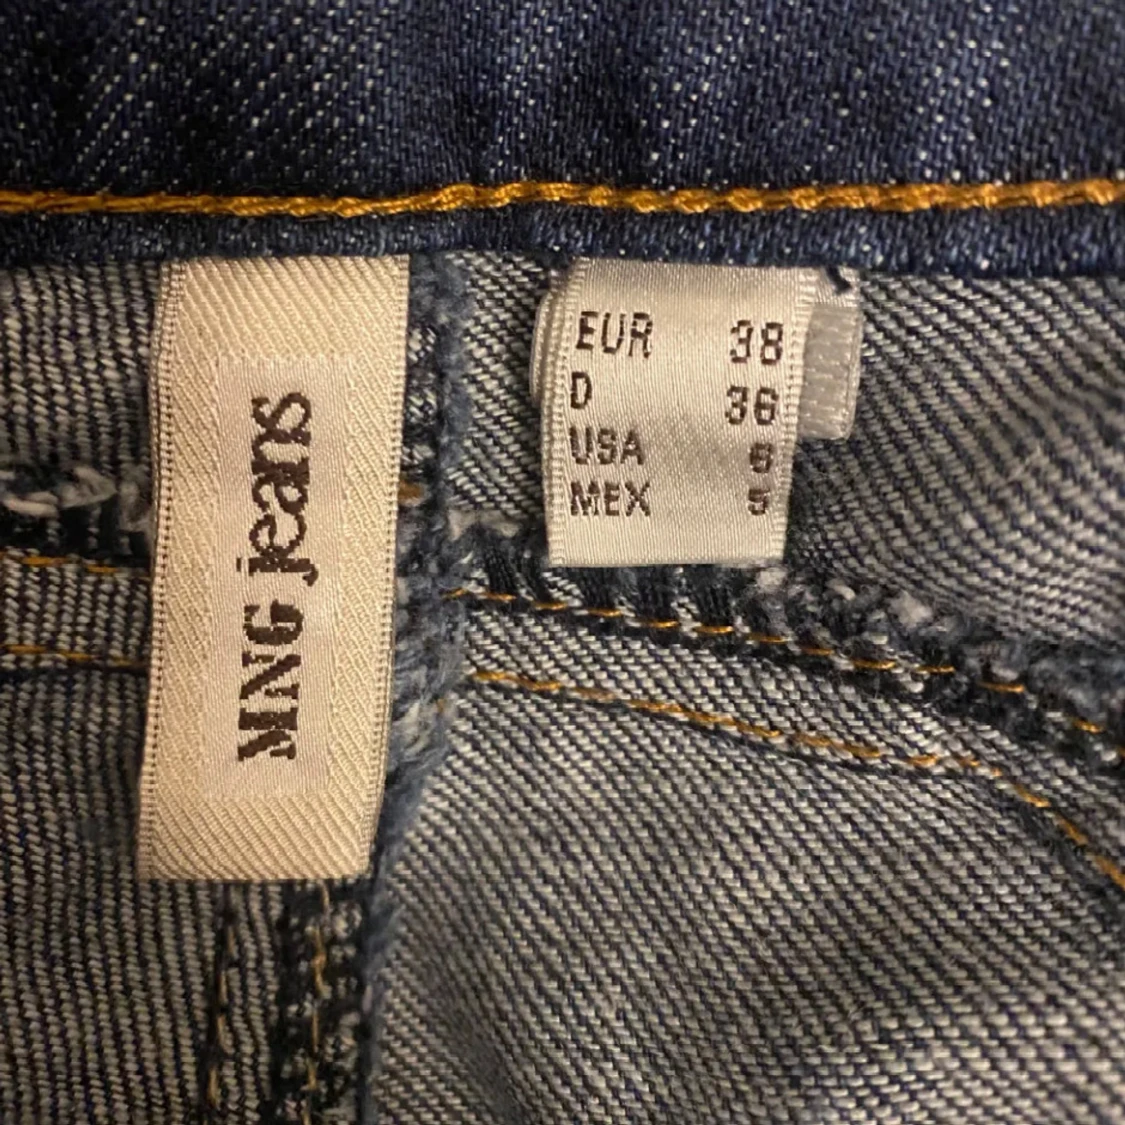 MNG jeans
EUR 38
D 36
USA 6
MEX 5